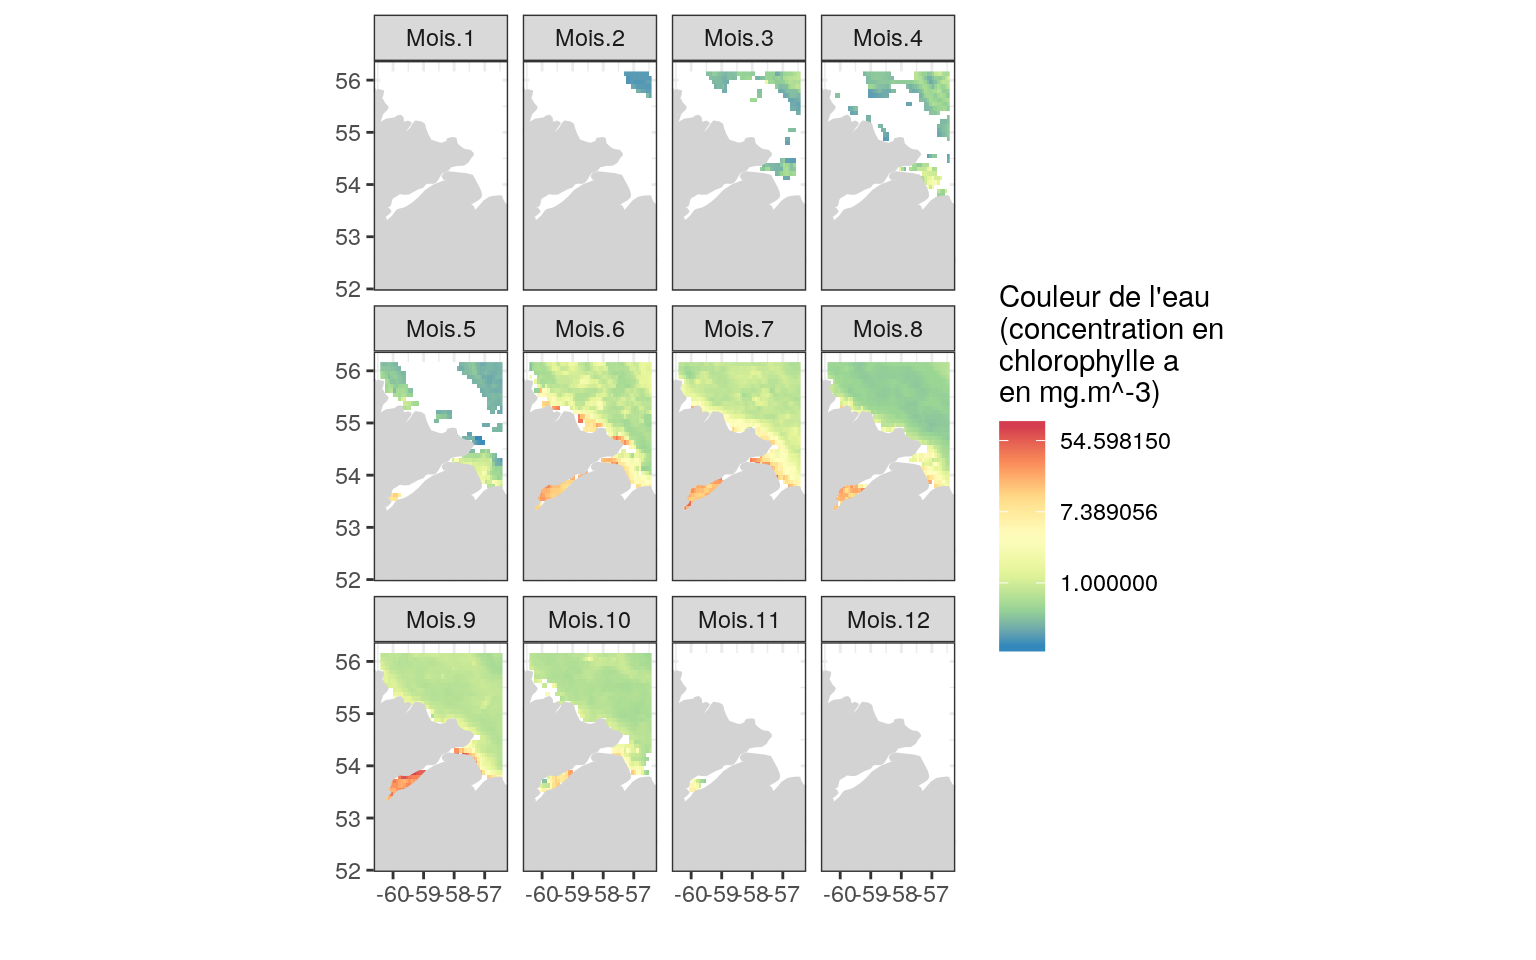 Mois.1 Mois.2 Mois.3 Mois.4
56
55
54
53
52
Mois.5 Mois.6 Mois.7 Mois.8
56
55
54
53
52
Mois.9 Mois.10 Mois.11 Mois.12
56
55
54
53
52
-60-59-58-57 -60-59-58-57 -60-59-58-57 -60-59-58-57
Couleur de l'eau
(concentration en
chlorophylle a
en mg.m^-3)
54.598150
7.389056
1.000000